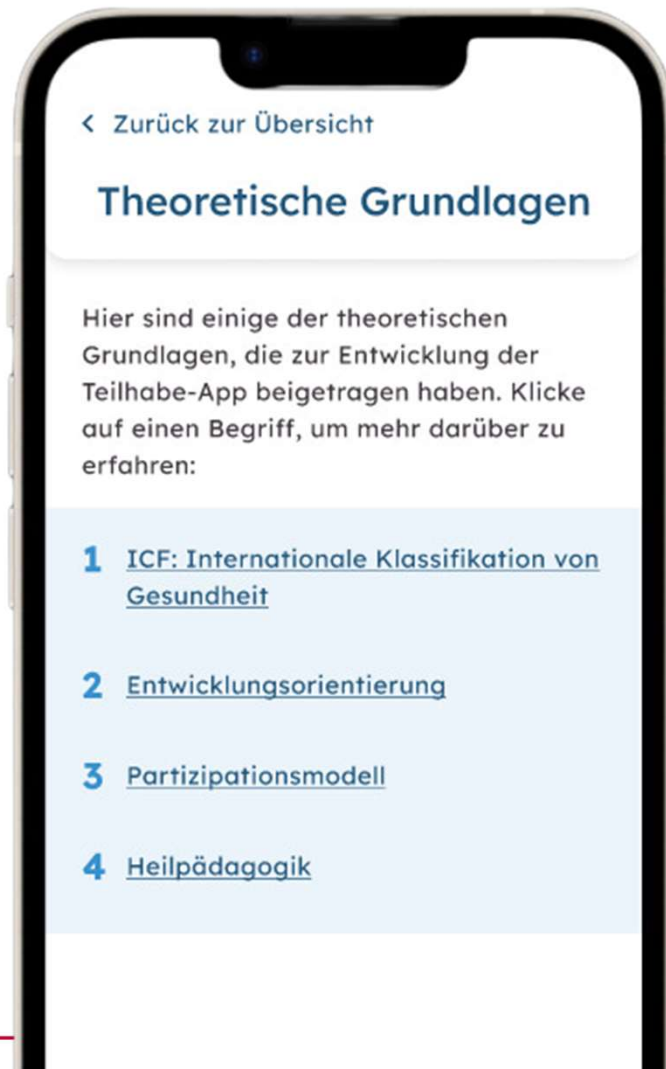 < Zurück zur Übersicht
Theoretische Grundlagen
Hier sind einige der theoretischen
Grundlagen, die zur Entwicklung der
Teilhabe-App beigetragen haben. Klicke
auf einen Begriff, um mehr darüber zu
erfahren:
1 ICF: Internationale Klassifikation von
Gesundheit
2 Entwicklungsorientierung
3 Partizipationsmodell
4 Heilpädagogik